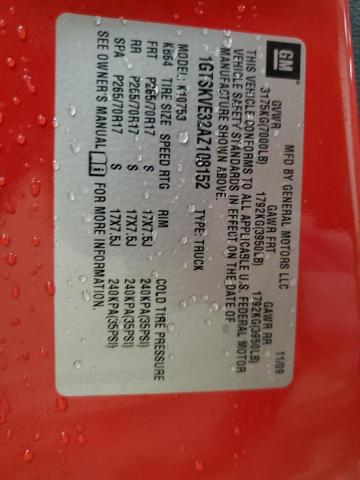 GM
MFD BY GENERAL MOTORS LLC
11/09
GVWR GAWR FRT GAWR RR
3175KG(7000LB) 1792KG(3950LB) 1792KG(3950LB)
THIS VEHICLE CONFORMS TO ALL APPLICABLE U.S. FEDERAL MOTOR
VEHICLE SAFETY STANDARDS IN EFFECT ON THE DATE OF
MANUFACTURE SHOWN ABOVE.
1GTSKVE32AZ109152 TYPE: TRUCK
MODEL: K10753
K864 TIRE SIZE SPEED RTG RIM COLD TIRE PRESSURE
FRT P265/70R17 S 17X7.5J 240KPA(35PSI)
RR P265/70R17 S 17X7.5J 240KPA(35PSI)
SPA P265/70R17 S 17X7.5J 240KPA(35PSI)
SEE OWNER'S MANUAL FOR MORE TIRE INFORMATION.